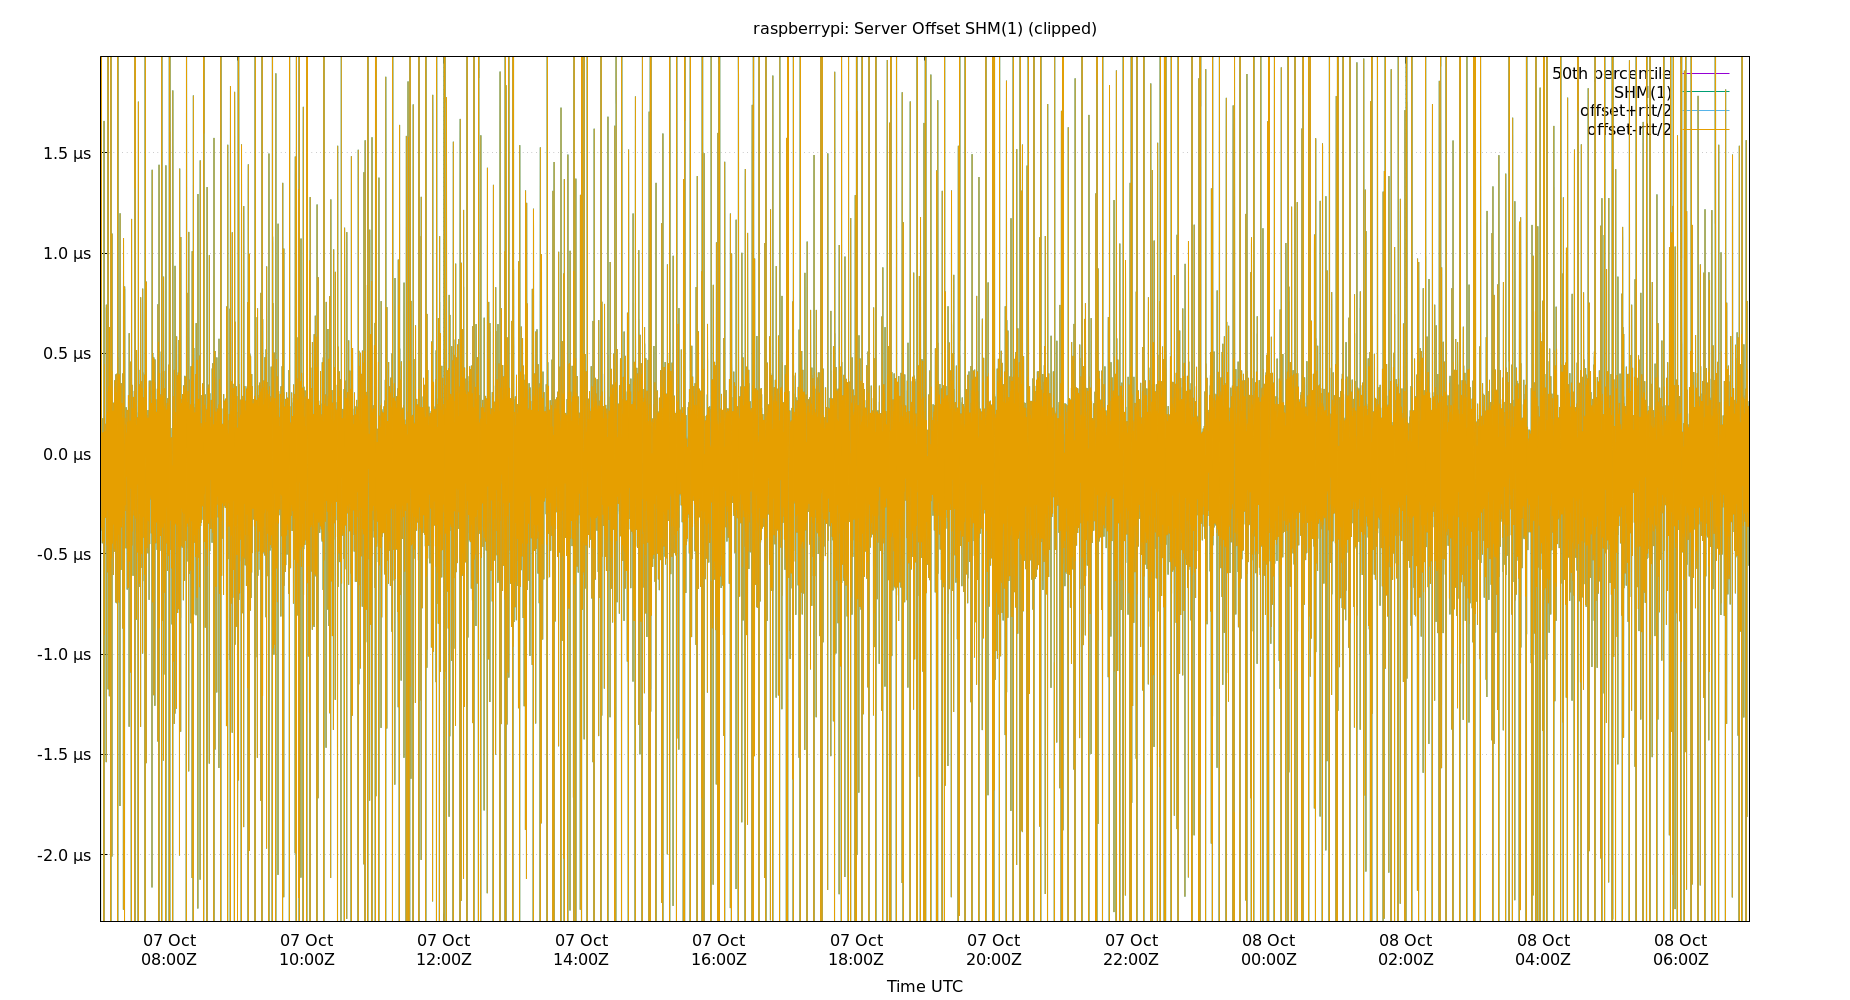 raspberrypi: Server Offset SHM(1) (clipped)
50th percentile
SHM(1)
offset+rtt/2
offset-rtt/2
1.5 µs
1.0 µs
0.5 µs
0.0 µs
-0.5 µs
-1.0 µs
-1.5 µs
-2.0 µs
07 Oct 07 Oct 07 Oct 07 Oct 07 Oct 07 Oct 07 Oct 07 Oct 08 Oct 08 Oct 08 Oct 08 Oct
08:00Z 10:00Z 12:00Z 14:00Z 16:00Z 18:00Z 20:00Z 22:00Z 00:00Z 02:00Z 04:00Z 06:00Z
Time UTC